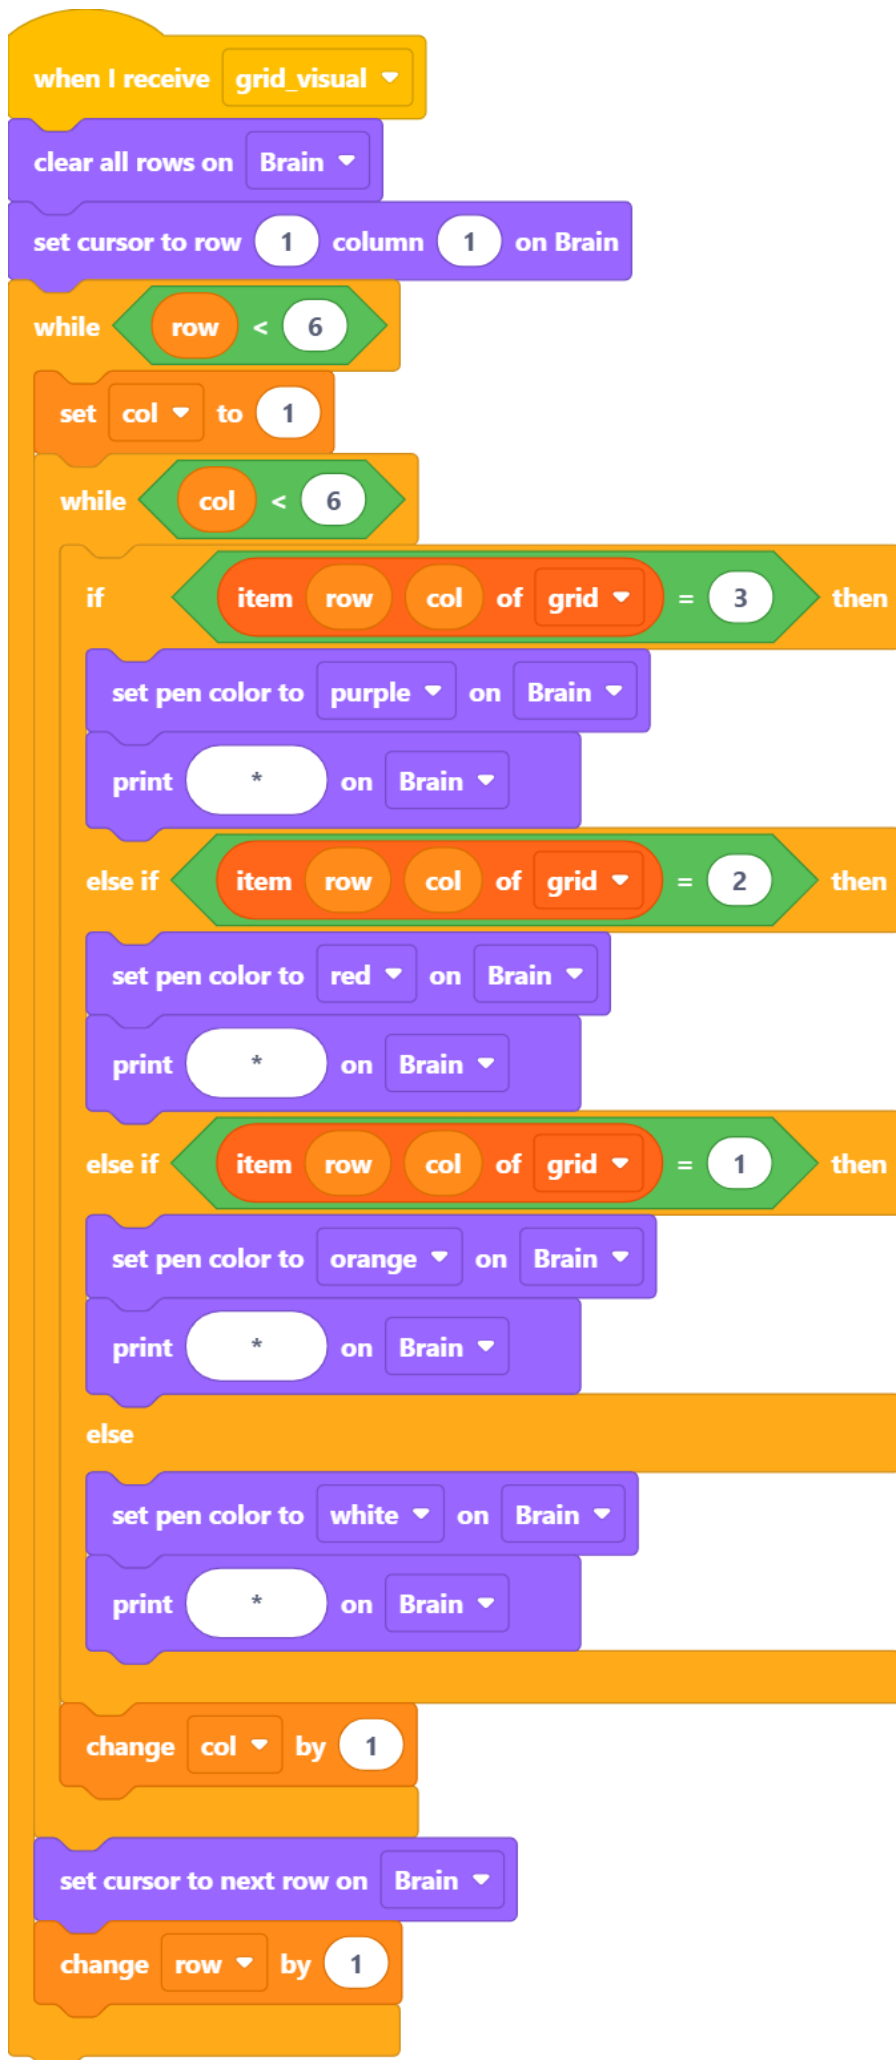 when I receive grid_visual
clear all rows on Brain
set cursor to row 1 column 1 on Brain
while row < 6
set col to 1
while col < 6
if item row col of grid = 3 then
set pen color to purple on Brain
print * on Brain
else if item row col of grid = 2 then
set pen color to red on Brain
print * on Brain
else if item row col of grid = 1 then
set pen color to orange on Brain
print * on Brain
else
set pen color to white on Brain
print * on Brain
change col by 1
set cursor to next row on Brain
change row by 1